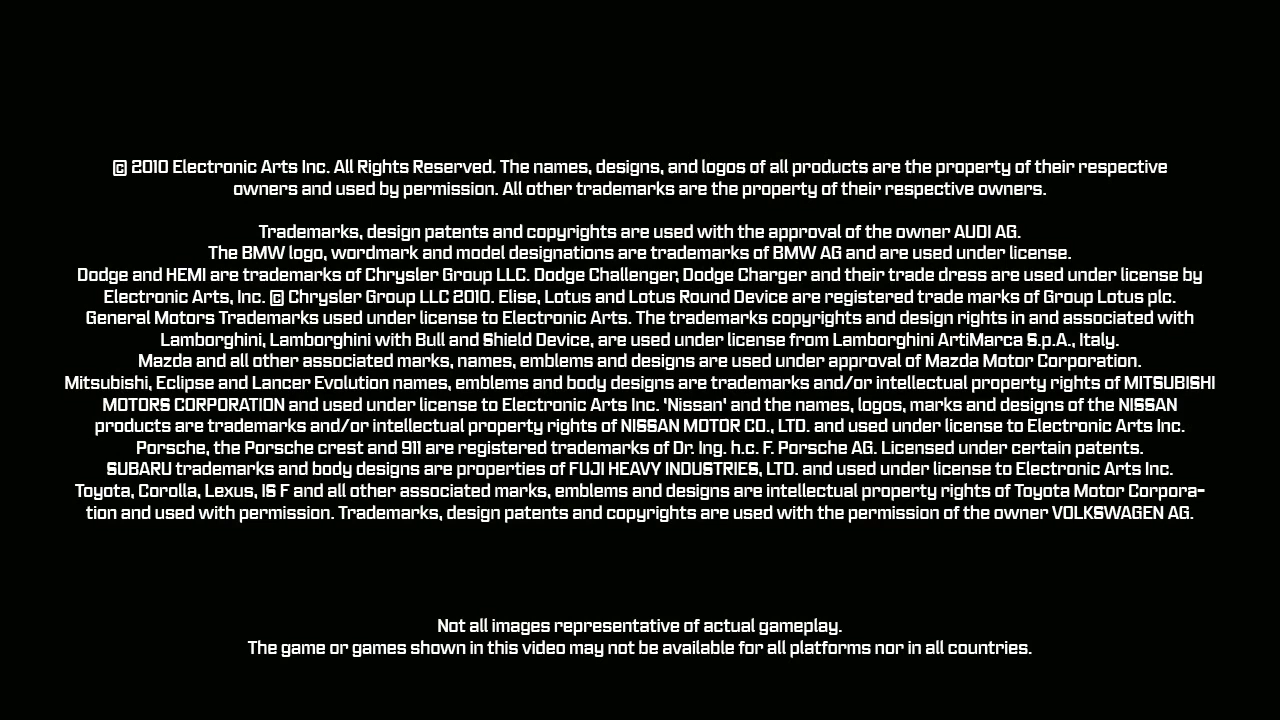 © 2010 Electronic Arts Inc. All Rights Reserved. The names, designs, and logos of all products are the property of their respective
owners and used by permission. All other trademarks are the property of their respective owners.
Trademarks, design patents and copyrights are used with the approval of the owner AUDI AG.
The BMW logo, wordmark and model designations are trademarks of BMW AG and are used under license.
Dodge and HEMI are trademarks of Chrysler Group LLC. Dodge Challenger, Dodge Charger and their trade dress are used under license by
Electronic Arts, Inc. © Chrysler Group LLC 2010. Elise, Lotus and Lotus Round Device are registered trade marks of Group Lotus plc.
General Motors Trademarks used under license to Electronic Arts. The trademarks copyrights and design rights in and associated with
Lamborghini, Lamborghini with Bull and Shield Device, are used under license from Lamborghini ArtiMarca S.p.A., Italy.
Mazda and all other associated marks, names, emblems and designs are used under approval of Mazda Motor Corporation.
Mitsubishi, Eclipse and Lancer Evolution names, emblems and body designs are trademarks and/or intellectual property rights of MITSUBISHI
MOTORS CORPORATION and used under license to Electronic Arts Inc. 'Nissan' and the names, logos, marks and designs of the NISSAN
products are trademarks and/or intellectual property rights of NISSAN MOTOR CO., LTD. and used under license to Electronic Arts Inc.
Porsche, the Porsche crest and 911 are registered trademarks of Dr. Ing. h.c. F. Porsche AG. Licensed under certain patents.
SUBARU trademarks and body designs are properties of FUJI HEAVY INDUSTRIES, LTD. and used under license to Electronic Arts Inc.
Toyota, Corolla, Lexus, IS F and all other associated marks, emblems and designs are intellectual property rights of Toyota Motor Corpora-
tion and used with permission. Trademarks, design patents and copyrights are used with the permission of the owner VOLKSWAGEN AG.
Not all images representative of actual gameplay.
The game or games shown in this video may not be available for all platforms nor in all countries.